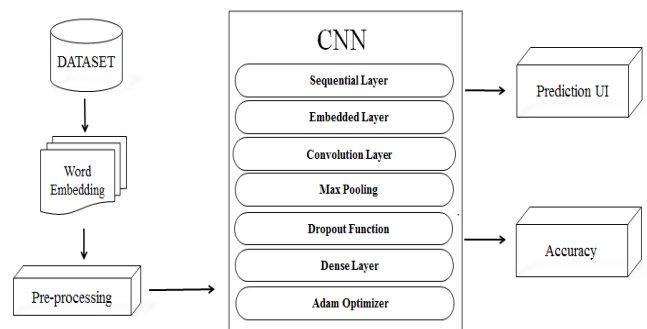 DATASET
Word
Embedding
Pre-processing
CNN
Sequential Layer
Embedded Layer
Convolution Layer
Max Pooling
Dropout Function
Dense Layer
Adam Optimizer
Prediction UI
Accuracy